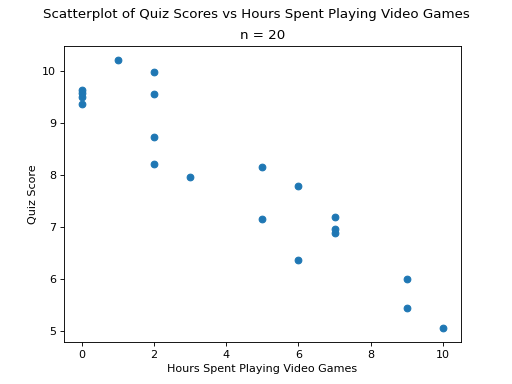 Scatterplot of Quiz Scores vs Hours Spent Playing Video Games
n = 20
10
9
8
7
6
5
Quiz Score
0 2 4 6 8 10
Hours Spent Playing Video Games